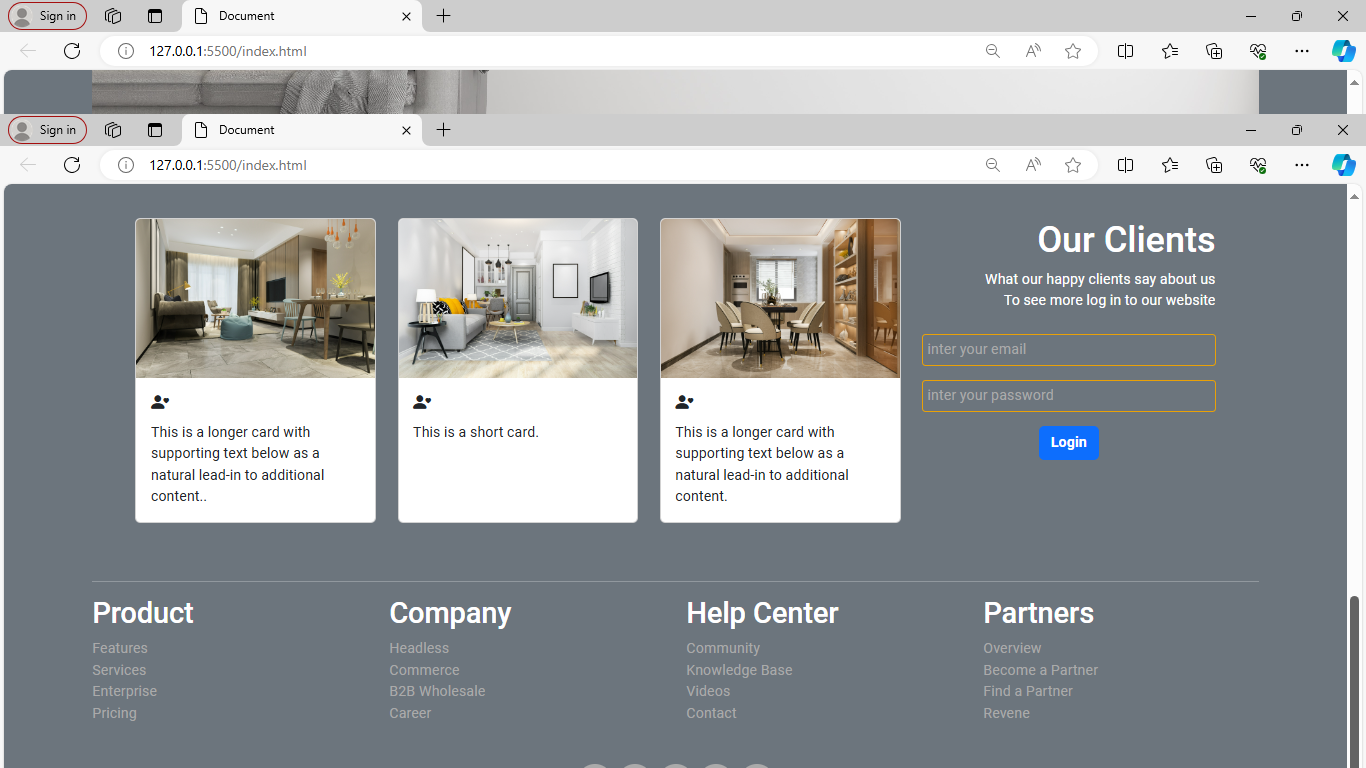 Sign in
Document
127.0.0.1:5500/index.html
Sign in
Document
127.0.0.1:5500/index.html
This is a longer card with
supporting text below as a
natural lead-in to additional
content..
This is a short card.
This is a longer card with
supporting text below as a
natural lead-in to additional
content.
Our Clients
What our happy clients say about us
To see more log in to our website
inter your email
inter your password
Login
Product
Features
Services
Enterprise
Pricing
Company
Headless
Commerce
B2B Wholesale
Career
Help Center
Community
Knowledge Base
Videos
Contact
Partners
Overview
Become a Partner
Find a Partner
Revene